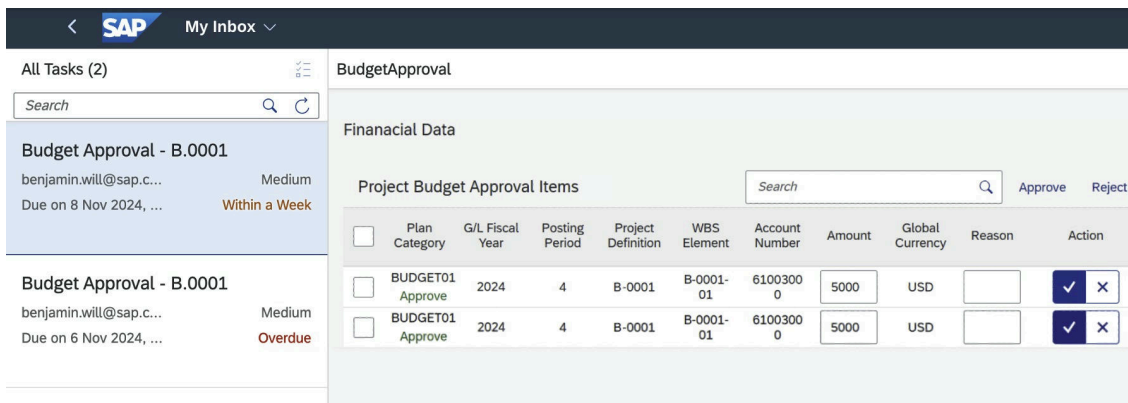 SAP My Inbox
All Tasks (2)
Search
Budget Approval - B.0001
benjamin.will@sap.c... Medium
Due on 8 Nov 2024, ... Within a Week
Budget Approval - B.0001
benjamin.will@sap.c... Medium
Due on 6 Nov 2024, ... Overdue
BudgetApproval
Finanacial Data
Project Budget Approval Items Search Approve Reject
Plan G/L Fiscal Posting Project WBS Account Amount Global Reason Action
Category Year Period Definition Element Number Currency
BUDGET01 2024 4 B-0001 B-0001- 6100300 5000 USD
Approve 01 0
BUDGET01 2024 4 B-0001 B-0001- 6100300 5000 USD
Approve 01 0